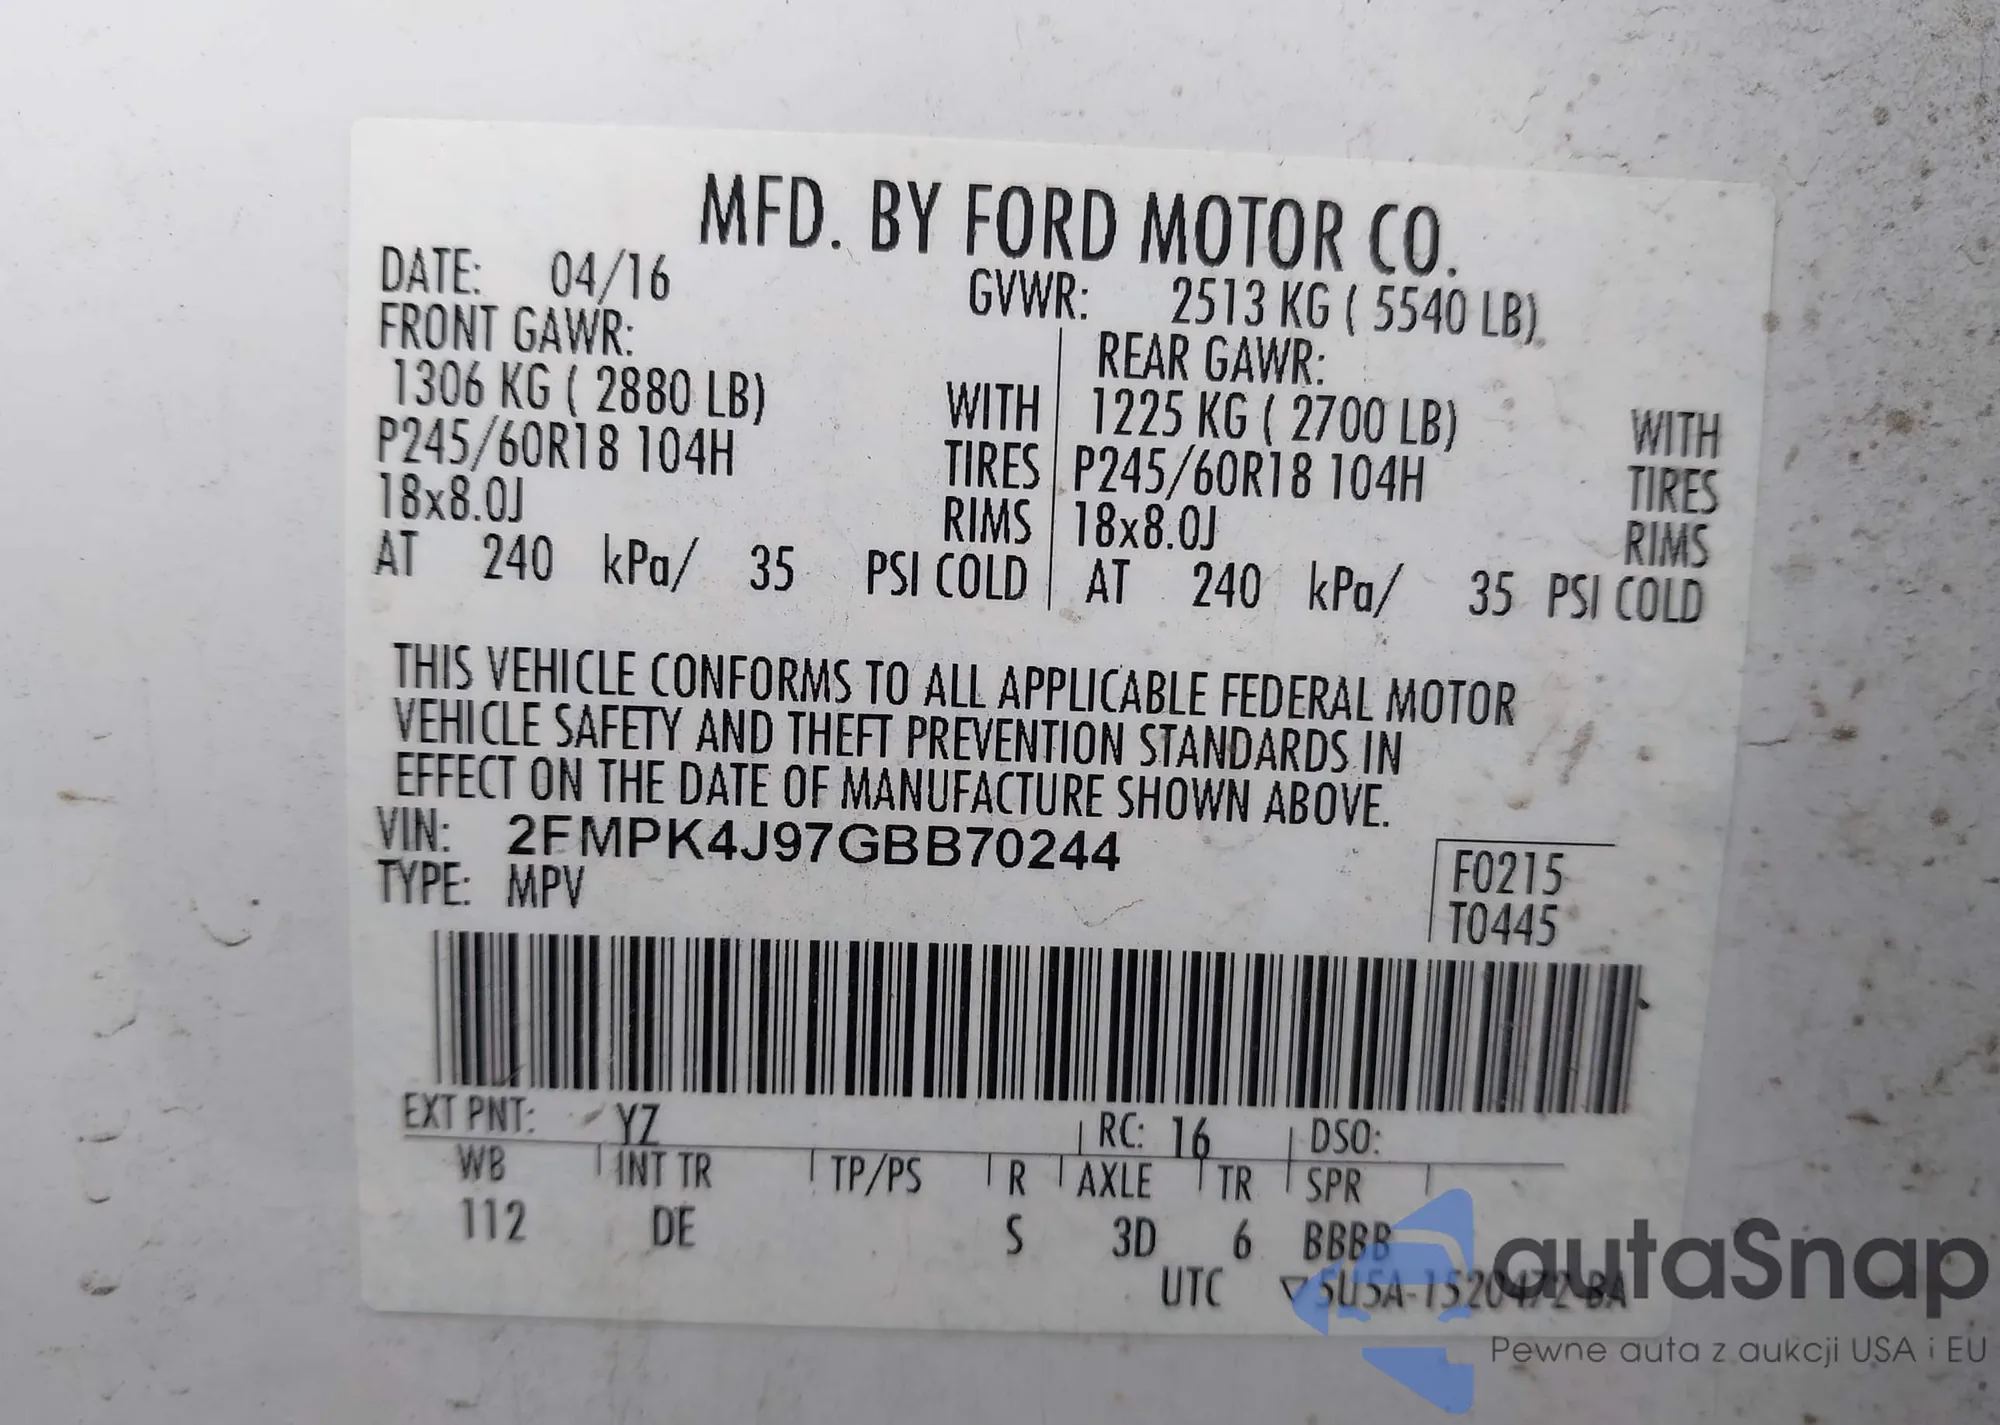 MFD. BY FORD MOTOR CO.
DATE: 04/16 GVWR: 2513 KG ( 5540 LB)
FRONT GAWR: REAR GAWR:
1306 KG ( 2880 LB) WITH 1225 KG ( 2700 LB) WITH
P245/60R18 104H TIRES P245/60R18 104H TIRES
18x8.0J RIMS 18x8.0J RIMS
AT 240 kPa/ 35 PSI COLD AT 240 kPa/ 35 PSI COLD
THIS VEHICLE CONFORMS TO ALL APPLICABLE FEDERAL MOTOR
VEHICLE SAFETY AND THEFT PREVENTION STANDARDS IN
EFFECT ON THE DATE OF MANUFACTURE SHOWN ABOVE.
VIN: 2FMPK4J97GBB70244
TYPE: MPV
F0215
T0445
EXT PNT: YZ RC: 16 DSO:
WB INT TR TP/PS R AXLE TR SPR
112 DE S 3D 6 BBBB
UTC ▽ 5U5A-1520472-BA
autaSnap
Pewne auta z aukcji USA i EU